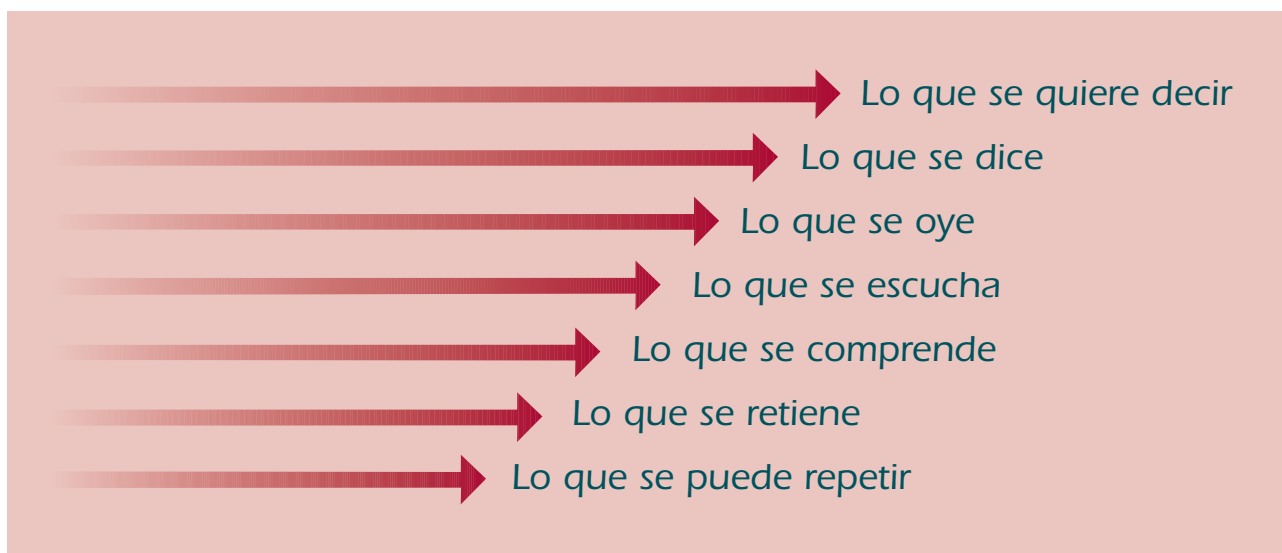 Lo que se quiere decir
Lo que se dice
Lo que se oye
Lo que se escucha
Lo que se comprende
Lo que se retiene
Lo que se puede repetir